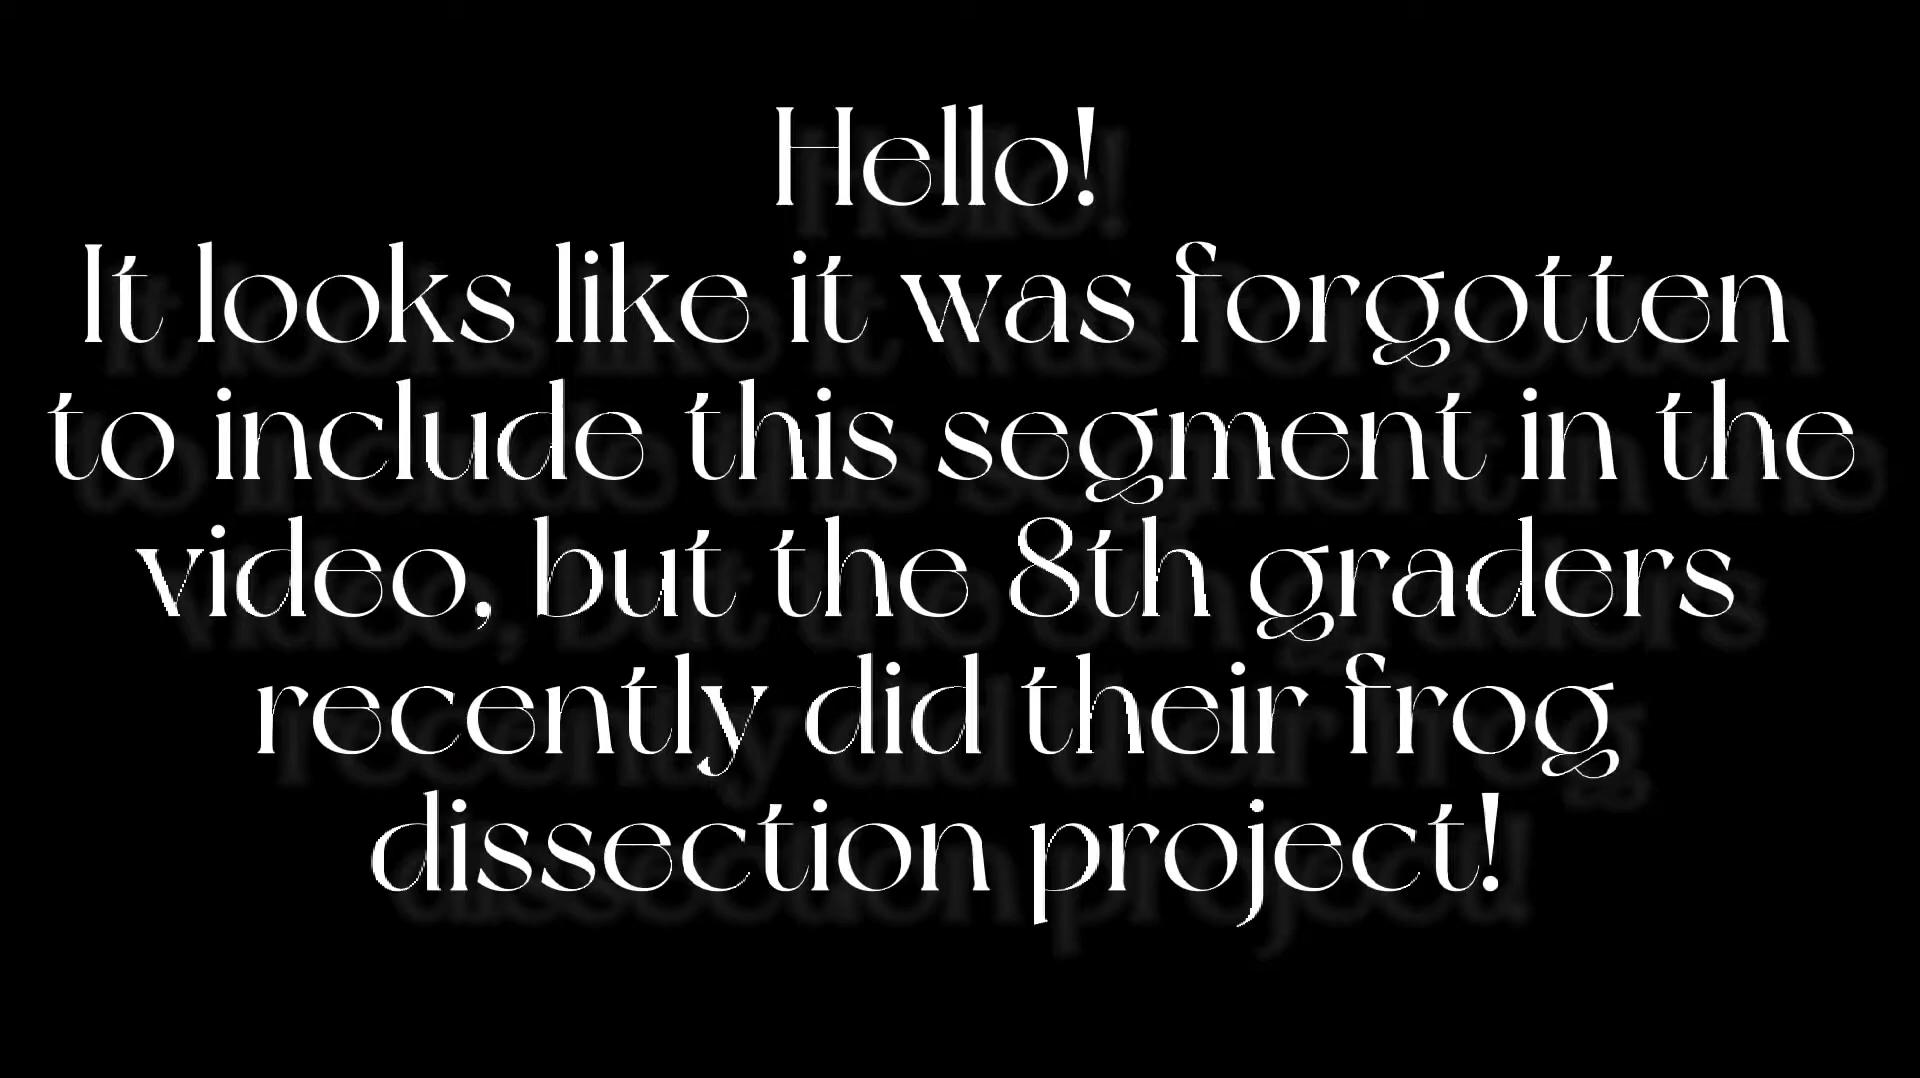 Hello!
It looks like it was forgotten
to include this segment in the
video, but the 8th graders
recently did their frog
dissection project!